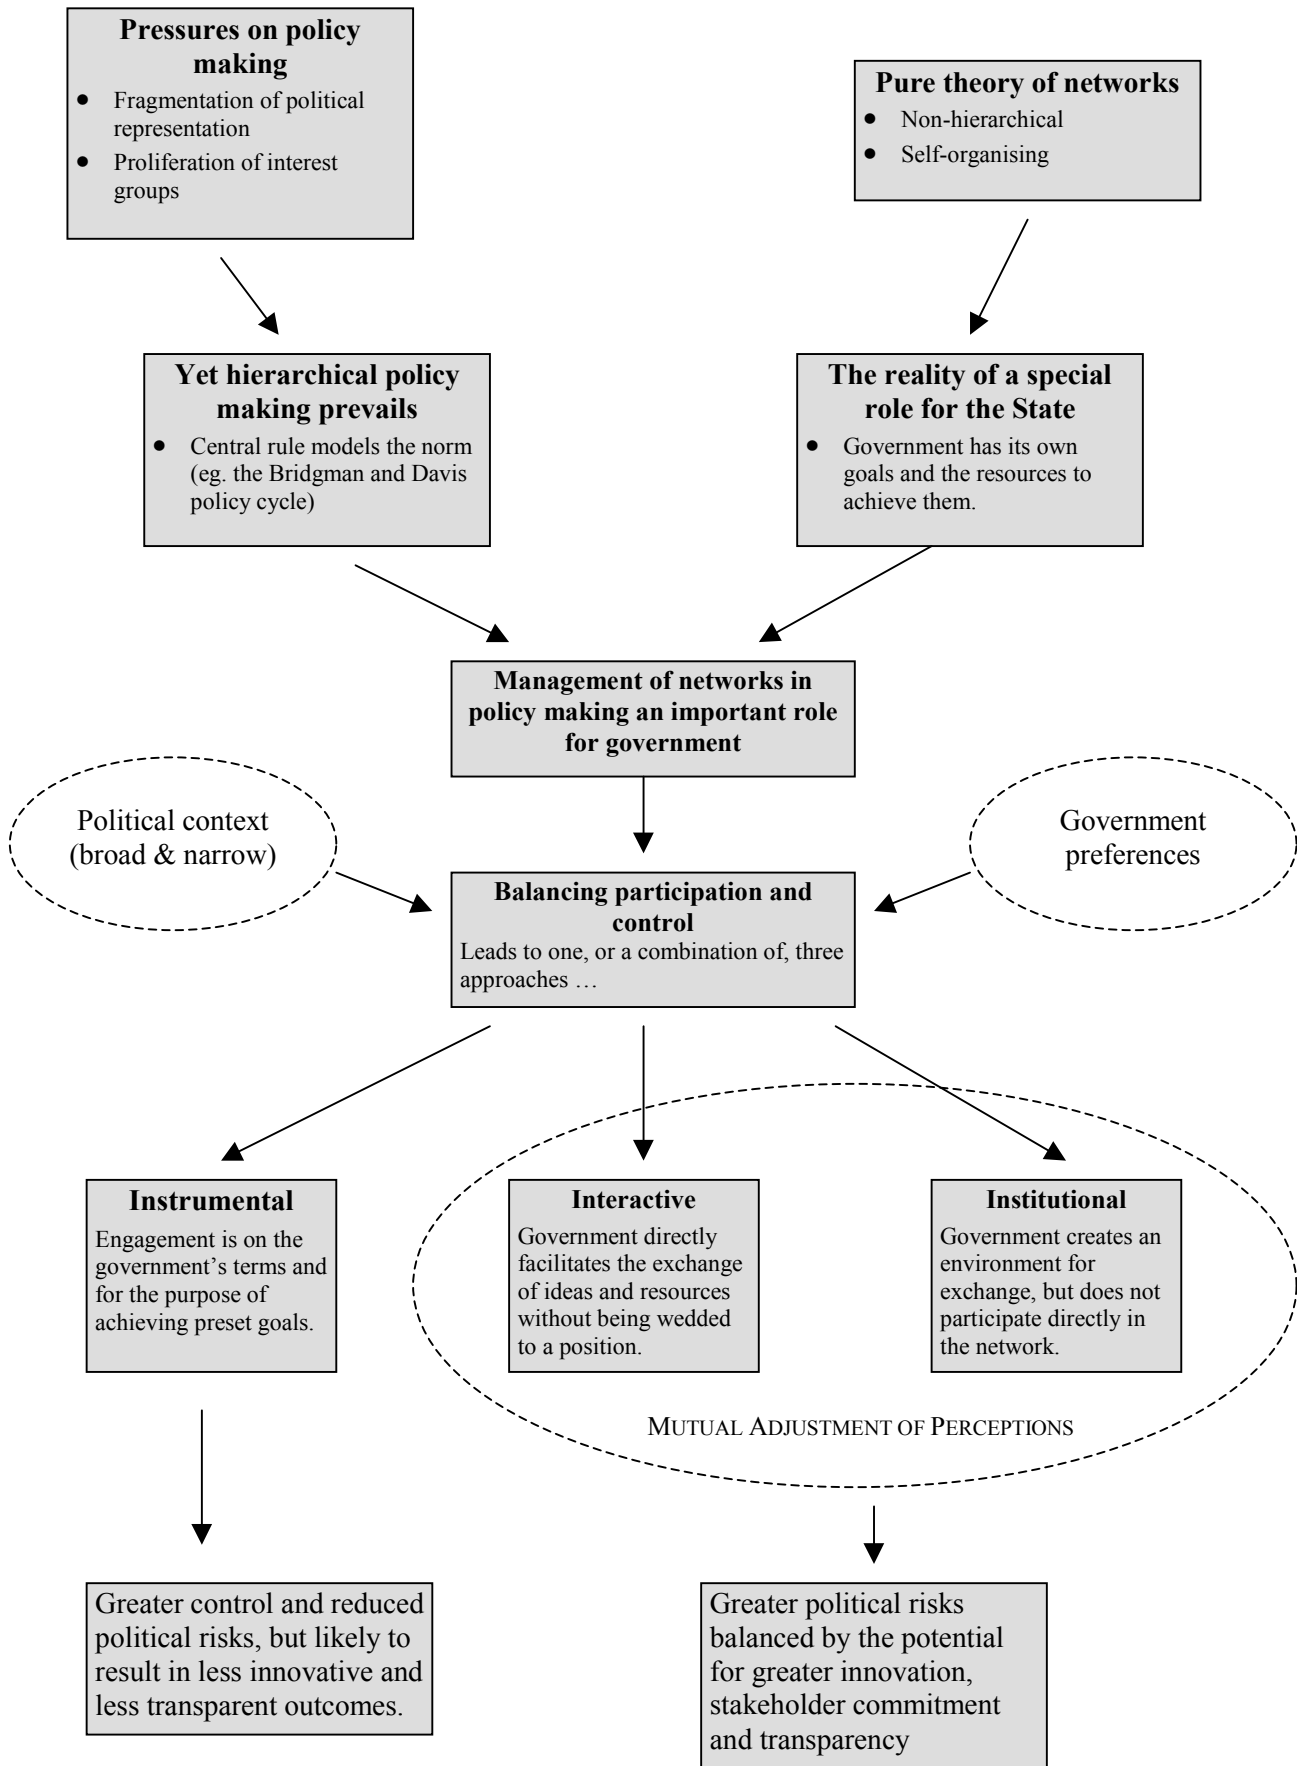 Pressures on policy
making
• Fragmentation of political
representation
• Proliferation of interest
groups
Pure theory of networks
• Non-hierarchical
• Self-organising
Yet hierarchical policy
making prevails
• Central rule models the norm
(eg. the Bridgman and Davis
policy cycle)
The reality of a special
role for the State
• Government has its own
goals and the resources to
achieve them.
Management of networks in
policy making an important role
for government
Political context
(broad & narrow)
Government
preferences
Balancing participation and
control
Leads to one, or a combination of, three
approaches …
Instrumental
Engagement is on the
government’s terms and
for the purpose of
achieving preset goals.
Interactive
Government directly
facilitates the exchange
of ideas and resources
without being wedded
to a position.
Institutional
Government creates an
environment for
exchange, but does not
participate directly in
the network.
MUTUAL ADJUSTMENT OF PERCEPTIONS
Greater control and reduced
political risks, but likely to
result in less innovative and
less transparent outcomes.
Greater political risks
balanced by the potential
for greater innovation,
stakeholder commitment
and transparency